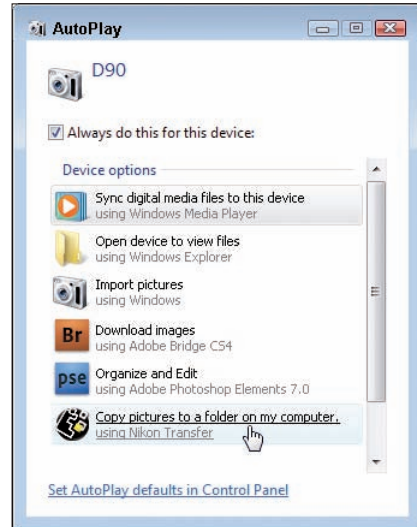 AutoPlay
D90
Always do this for this device:
Device options
Sync digital media files to this device
using Windows Media Player
Open device to view files
using Windows Explorer
Import pictures
using Windows
Br
Download images
using Adobe Bridge CS4
pse
Organize and Edit
using Adobe Photoshop Elements 7.0
Copy pictures to a folder on my computer.
using Nikon Transfer
Set AutoPlay defaults in Control Panel